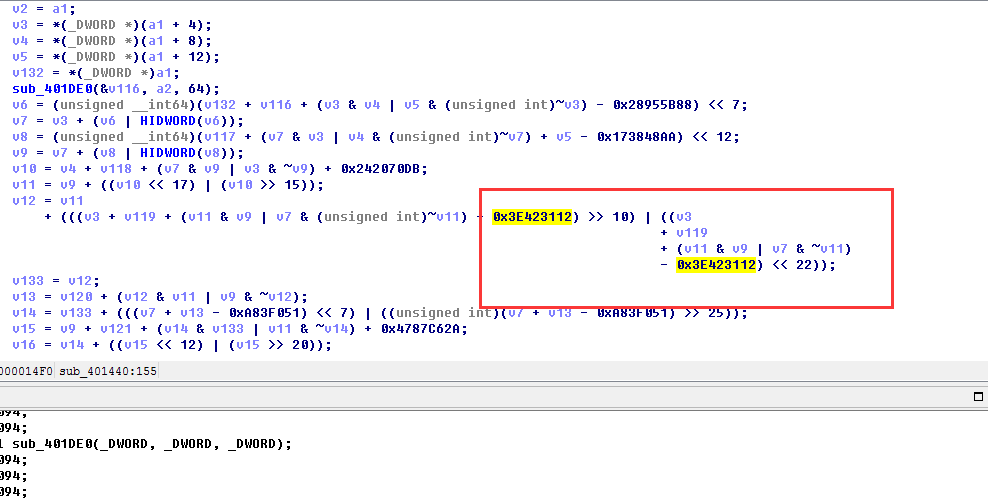 v2 = a1;
v3 = *(_DWORD *)(a1 + 4);
v4 = *(_DWORD *)(a1 + 8);
v5 = *(_DWORD *)(a1 + 12);
v132 = *(_DWORD *)a1;
sub_401DE0(&v116, a2, 64);
v6 = (unsigned __int64)(v132 + v116 + (v3 & v4 | v5 & (unsigned int)~v3) - 0x28955B88) << 7;
v7 = v3 + (v6 | HIDWORD(v6));
v8 = (unsigned __int64)(v117 + (v7 & v3 | v4 & (unsigned int)~v7) + v5 - 0x173848AA) << 12;
v9 = v7 + (v8 | HIDWORD(v8));
v10 = v4 + v118 + (v7 & v9 | v3 & ~v9) + 0x242070DB;
v11 = v9 + ((v10 << 17) | (v10 >> 15));
v12 = v11
+ (((v3 + v119 + (v11 & v9 | v7 & (unsigned int)~v11) - 0x3E423112) >> 10) | ((v3
+ v119
+ (v11 & v9 | v7 & ~v11)
- 0x3E423112) << 22));
v133 = v12;
v13 = v120 + (v12 & v11 | v9 & ~v12);
v14 = v133 + (((v7 + v13 - 0xA83F051) << 7) | ((unsigned int)(v7 + v13 - 0xA83F051) >> 25));
v15 = v9 + v121 + (v14 & v133 | v11 & ~v14) + 0x4787C62A;
v16 = v14 + ((v15 << 12) | (v15 >> 20));
000014F0 sub_401440:155
094;
094;
l sub_401DE0(_DWORD, _DWORD, _DWORD);
094;
094;
094;